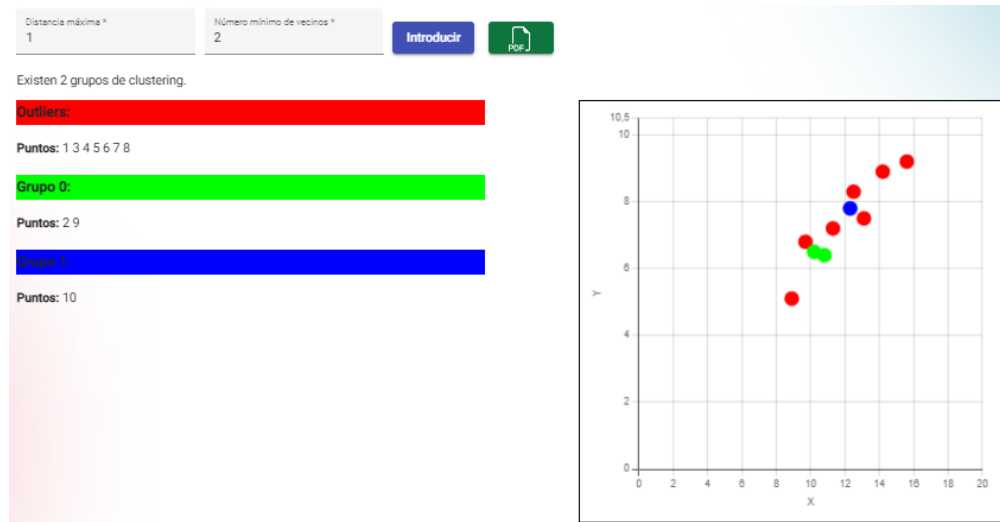 Distancia máxima *
1
Número mínimo de vecinos *
2
Introducir
PDF
Existen 2 grupos de clustering.
Outliers:
Puntos: 1 3 4 5 6 7 8
Grupo 0:
Puntos: 2 9
Grupo 1:
Puntos: 10
10,5
10
8
6
4
2
0
Y
0 2 4 6 8 10 12 14 16 18 20
X